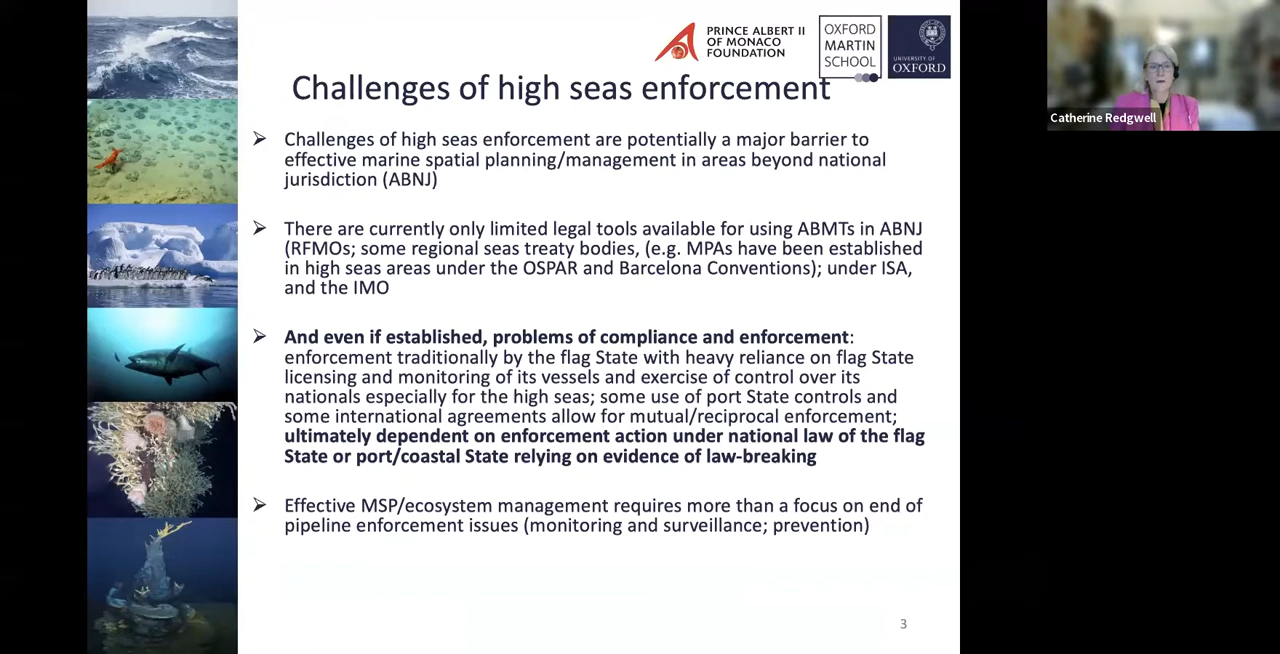 PRINCE ALBERT II
OF MONACO
FOUNDATION
OXFORD
MARTIN
SCHOOL
UNIVERSITY OF
OXFORD
Challenges of high seas enforcement
Catherine Redgwell
➢ Challenges of high seas enforcement are potentially a major barrier to
effective marine spatial planning/management in areas beyond national
jurisdiction (ABNJ)
➢ There are currently only limited legal tools available for using ABMTs in ABNJ
(RFMOs; some regional seas treaty bodies, (e.g. MPAs have been established
in high seas areas under the OSPAR and Barcelona Conventions); under ISA,
and the IMO
➢ And even if established, problems of compliance and enforcement:
enforcement traditionally by the flag State with heavy reliance on flag State
licensing and monitoring of its vessels and exercise of control over its
nationals especially for the high seas; some use of port State controls and
some international agreements allow for mutual/reciprocal enforcement;
ultimately dependent on enforcement action under national law of the flag
State or port/coastal State relying on evidence of law-breaking
➢ Effective MSP/ecosystem management requires more than a focus on end of
pipeline enforcement issues (monitoring and surveillance; prevention)
3